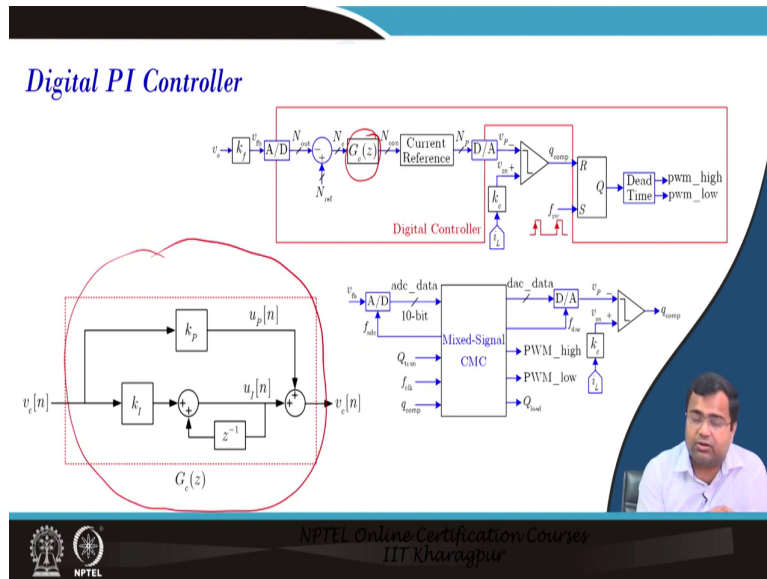 Digital PI Controller
v_o k_f v_fb A/D N_out N_e G_c(z) N_con Current Reference N_p D/A v_p
N_ref
v_cn k_c i_L
q_comp R
Q
f_sw S
Dead Time pwm_high
pwm_low
Digital Controller
k_P u_P[n]
v_c[n] k_I u_I[n] v_c[n]
z^{-1}
G_c(z)
v_fb A/D adc_data
10-bit
f_adc
Mixed-Signal
CMC
f_clk
q_comp
dac_data D/A v_p
f_dac
v_cn q_comp
k_c
i_L
PWM_high
PWM_low
Q_load
NPTEL
NPTEL Online Certification Courses
IIT Kharagpur